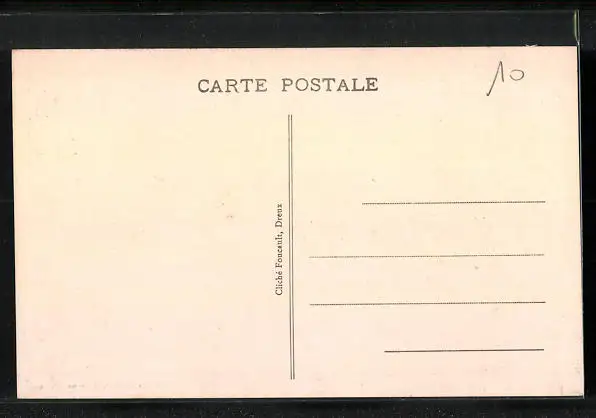 CARTE POSTALE
10
Cliché Foucault, Dreux